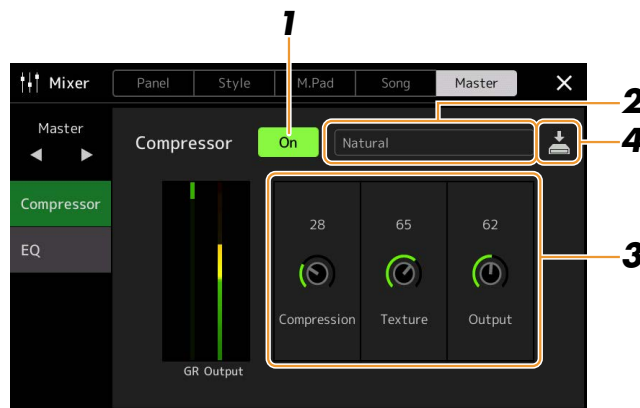 1
Mixer Panel Style M.Pad Song Master
2
Master Compressor On Natural
4
Compressor
28 65 62
EQ
3
Compression Texture Output
GR Output